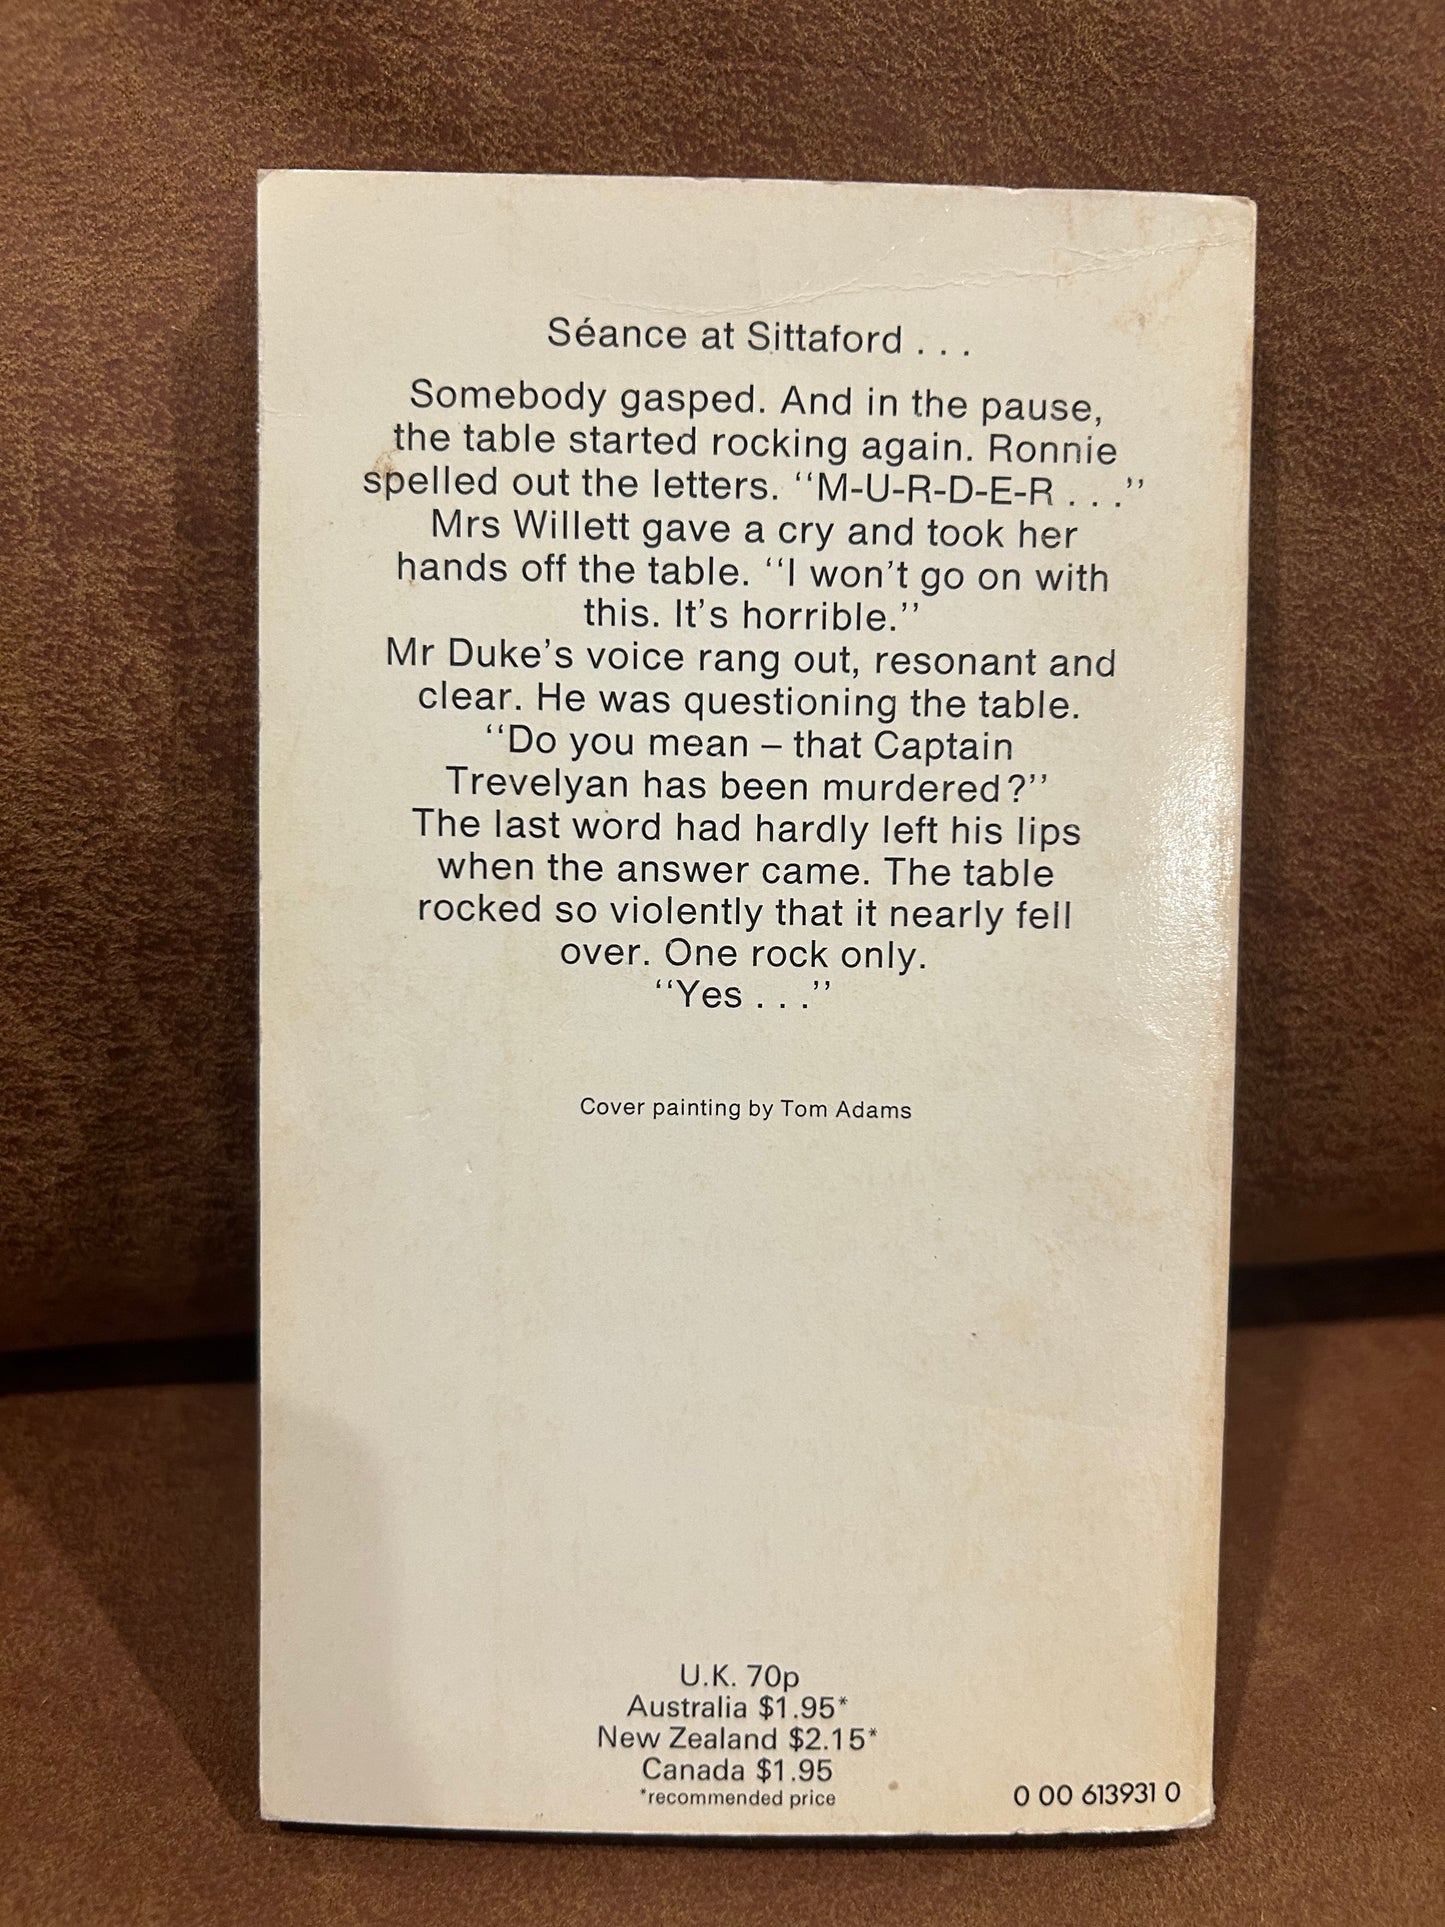 Séance at Sittaford . . .
Somebody gasped. And in the pause,
the table started rocking again. Ronnie
spelled out the letters. “M-U-R-D-E-R . . .”
Mrs Willett gave a cry and took her
hands off the table. “I won’t go on with
this. It’s horrible.”
Mr Duke’s voice rang out, resonant and
clear. He was questioning the table.
“Do you mean – that Captain
Trevelyan has been murdered?”
The last word had hardly left his lips
when the answer came. The table
rocked so violently that it nearly fell
over. One rock only.
“Yes . . .”
Cover painting by Tom Adams
U.K. 70p
Australia $1.95*
New Zealand $2.15*
Canada $1.95
*recommended price
0 00 613931 0